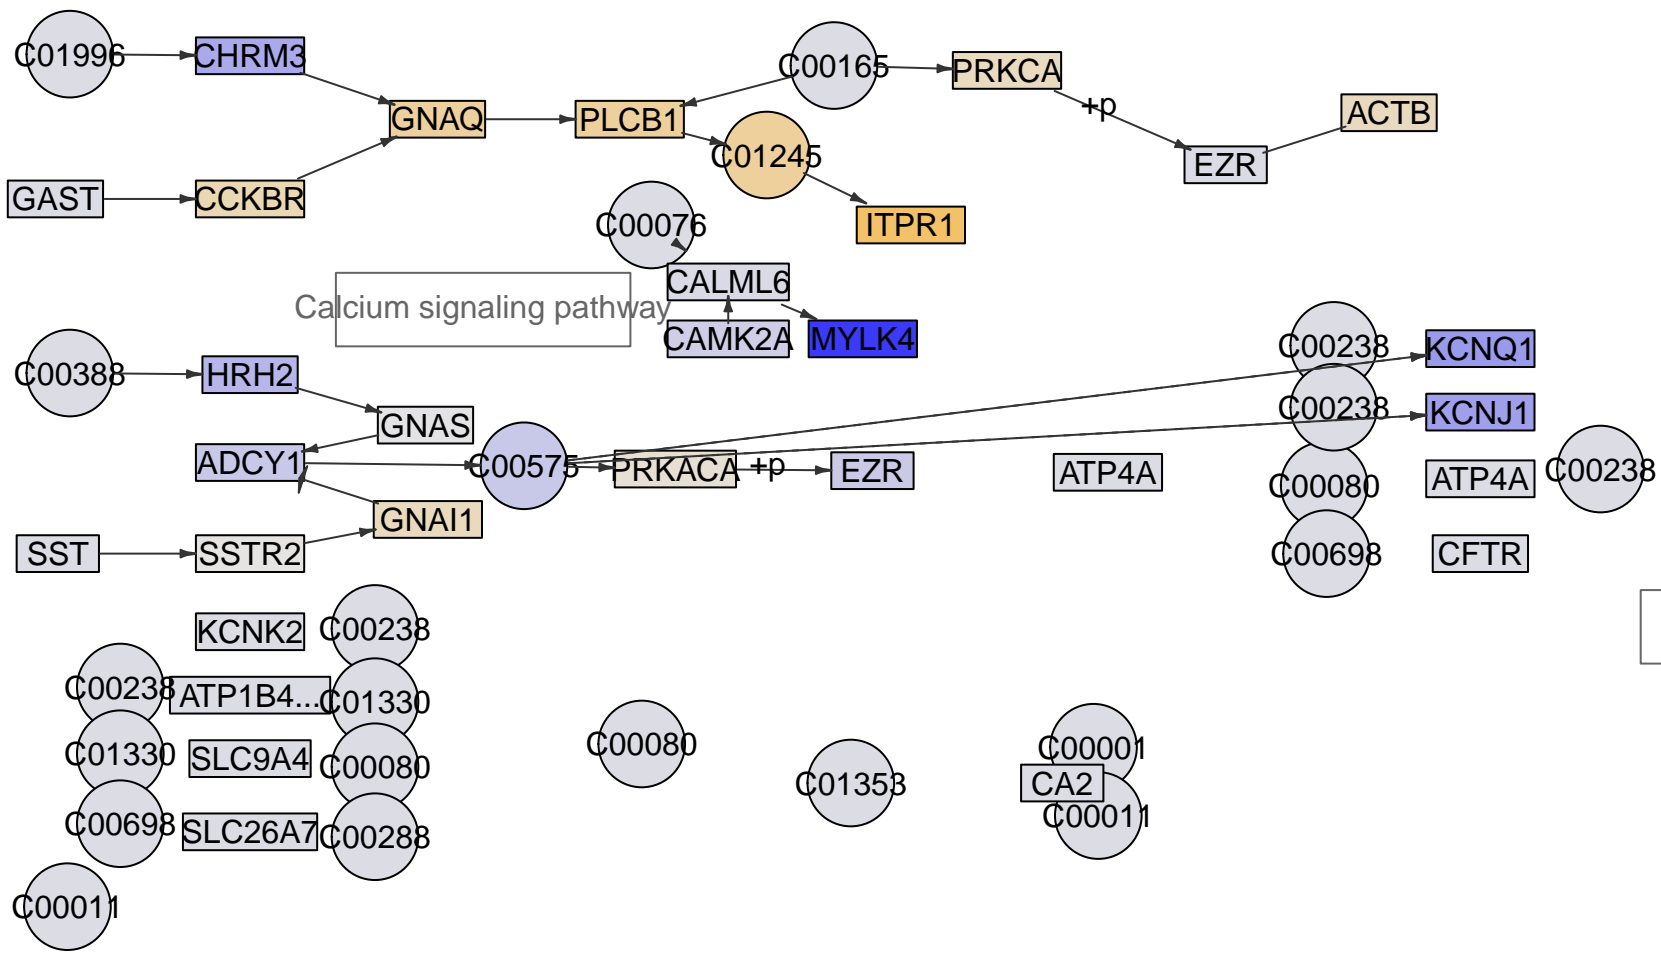 C01996
CHRM3
C00165
PRKCA
+p
ACTB
GNAQ
PLCB1
C01245
EZR
GAST
CCKBR
C00076
ITPR1
CALML6
Calcium signaling pathway
CAMK2A
MYLK4
C00238
KCNQ1
C00388
HRH2
C00238
KCNJ1
GNAS
ADCY1
C00575
PRKACA
+p
EZR
ATP4A
C00080
ATP4A
C00238
GNAI1
SST
SSTR2
C00698
CFTR
KCNK2
C00238
C00238
ATP1B4...
C01330
C01330
SLC9A4
C00080
C00080
C01353
C00001
CA2
C00011
C00698
SLC26A7
C00288
C00011